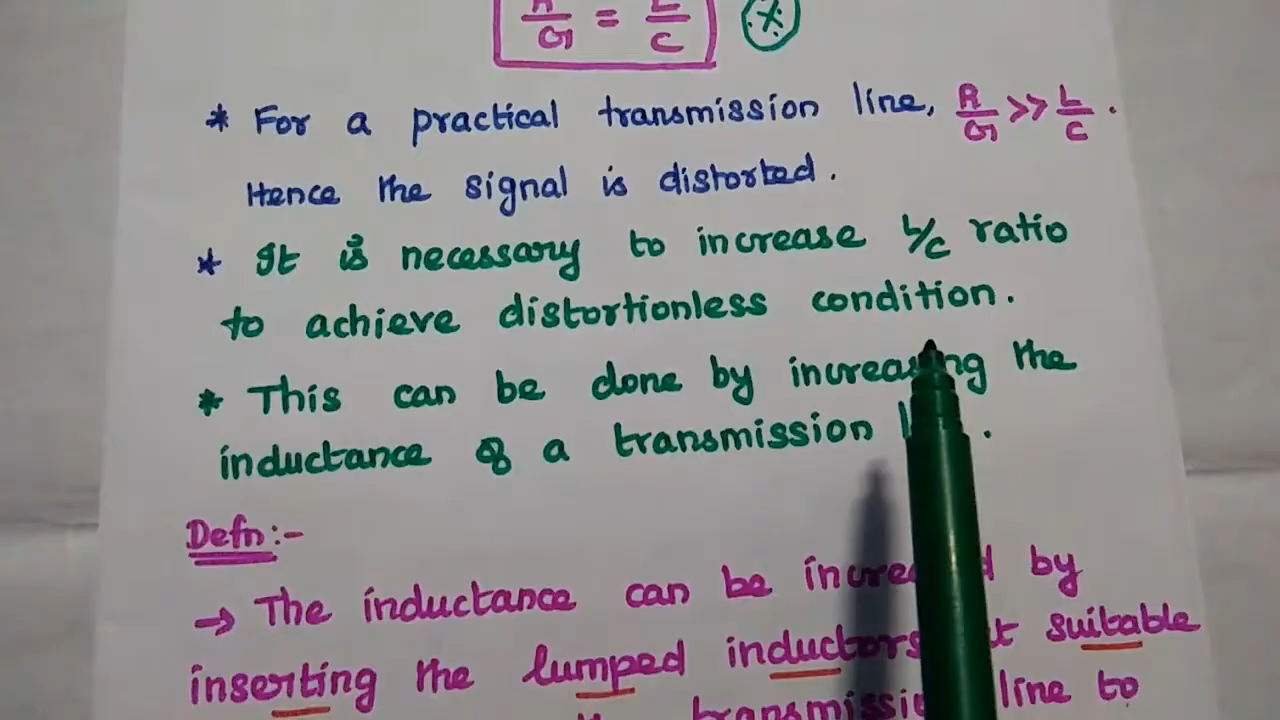 R/G = L/C
* For a practical transmission line, R/G >> L/C .
Hence the signal is distorted.
* It is necessary to increase L/C ratio
to achieve distortionless condition.
* This can be done by increasing the
inductance of a transmission .
Defn:-
→ The inductance can be by
inserting the lumped inductors suitable
transmission line to